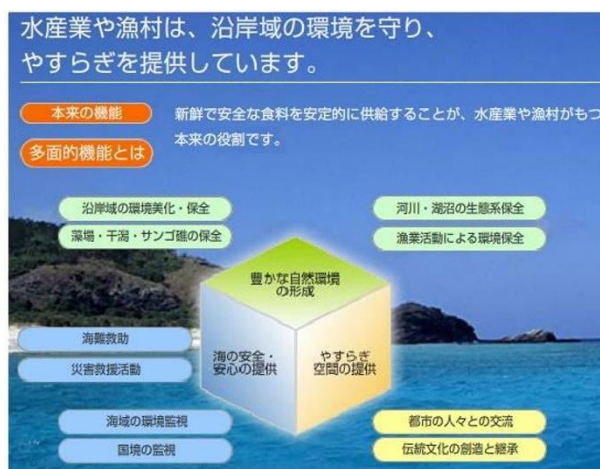 水産業や漁村は、沿岸域の環境を守り、
やすらぎを提供しています。
本来の機能
新鮮で安全な食料を安定的に供給することが、水産業や漁村がもつ
本来の役割です。
多面的機能とは
沿岸域の環境美化・保全
藻場・干潟・サンゴ礁の保全
河川・湖沼の生態系保全
漁業活動による環境保全
豊かな自然環境
の形成
海の安全・
安心の提供
やすらぎ
空間の提供
海難救助
災害救援活動
海域の環境監視
国境の監視
都市の人々との交流
伝統文化の創造と継承